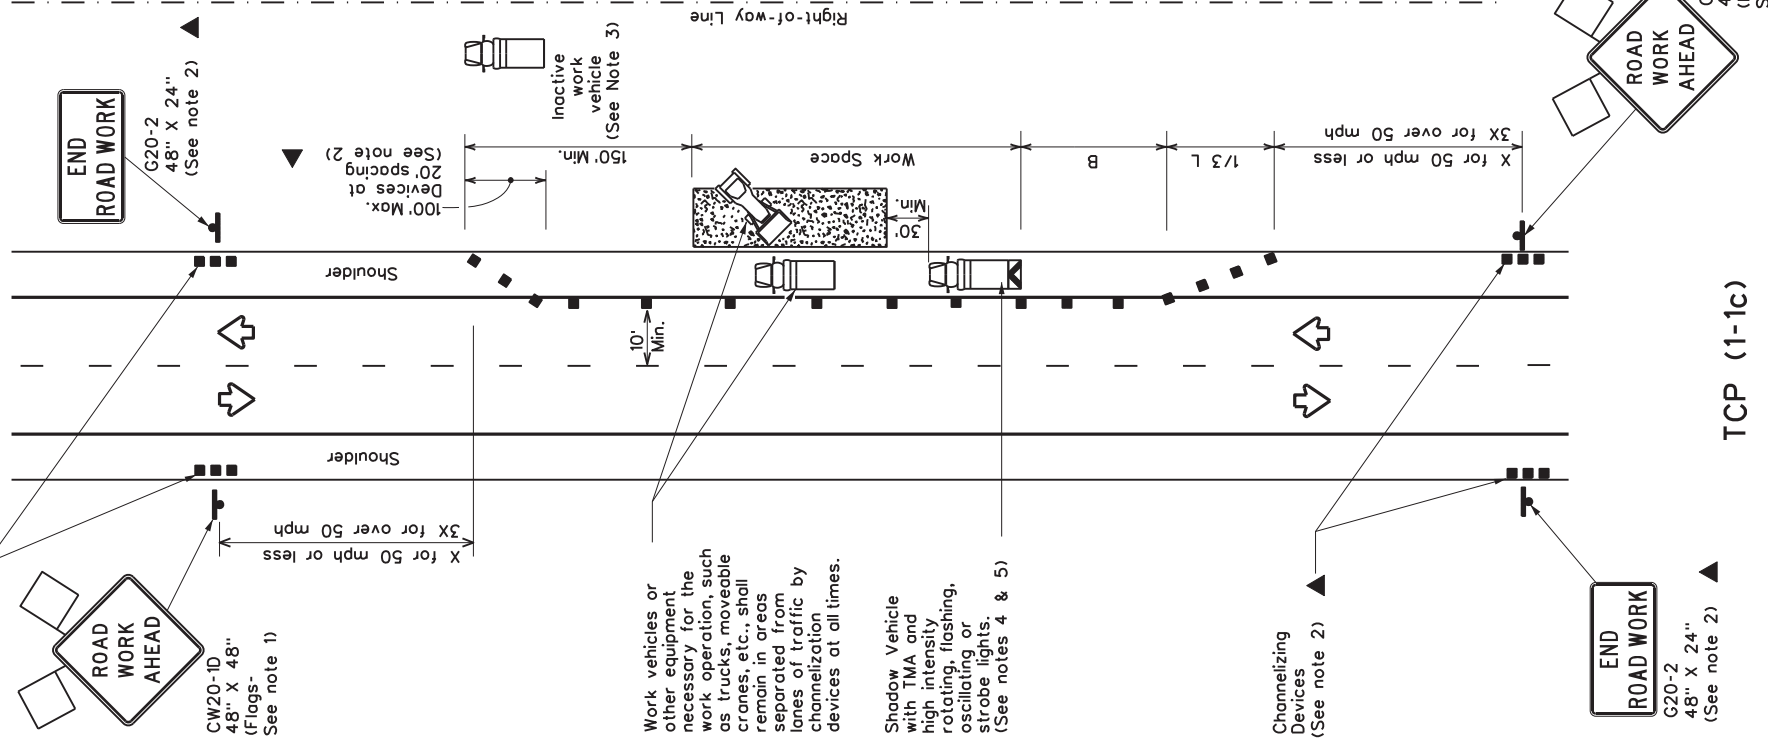 Right-of-way Line
END
ROAD WORK
G20-2
48" X 24"
(See note 2)
Inactive
work
vehicle
(See Note 3)
ROAD
WORK
AHEAD
100' Max.
Devices at
20' spacing
(See note 2)
150' Min.
Work Space
B
1/3 L
X for 50 mph or less
3X for over 50 mph
30'
Min.
Shoulder
10'
Min.
Shoulder
X for 50 mph or less
3X for over 50 mph
ROAD
WORK
AHEAD
CW20-1D
48" X 48"
(Flags-
See note 1)
Work vehicles or
other equipment
necessary for the
work operation, such
as trucks, moveable
cranes, etc., shall
remain in areas
separated from
lanes of traffic by
channelization
devices at all times.
Shadow Vehicle
with TMA and
high intensity
rotating, flashing,
oscillating or
strobe lights.
(See notes 4 & 5)
Channelizing
Devices
(See note 2)
END
ROAD WORK
G20-2
48" X 24"
(See note 2)
TCP (1-1c)